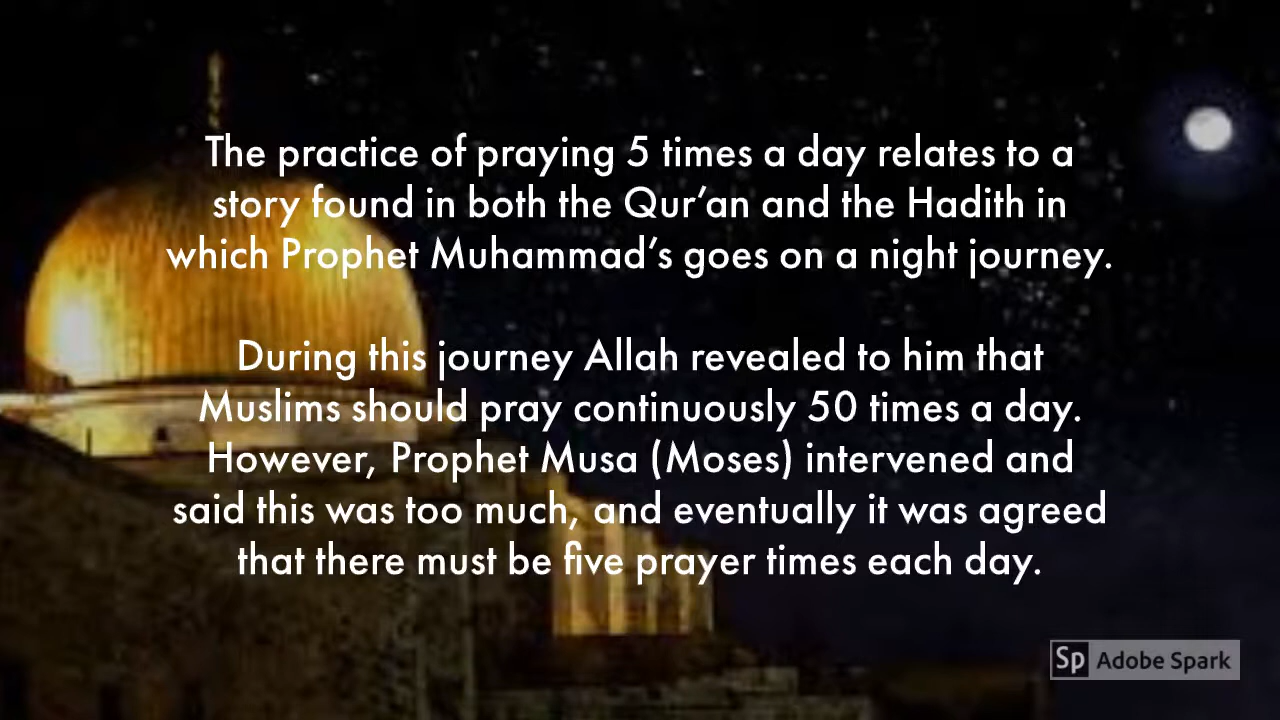 The practice of praying 5 times a day relates to a
story found in both the Qur’an and the Hadith in
which Prophet Muhammad’s goes on a night journey.
During this journey Allah revealed to him that
Muslims should pray continuously 50 times a day.
However, Prophet Musa (Moses) intervened and
said this was too much, and eventually it was agreed
that there must be five prayer times each day.
Sp Adobe Spark